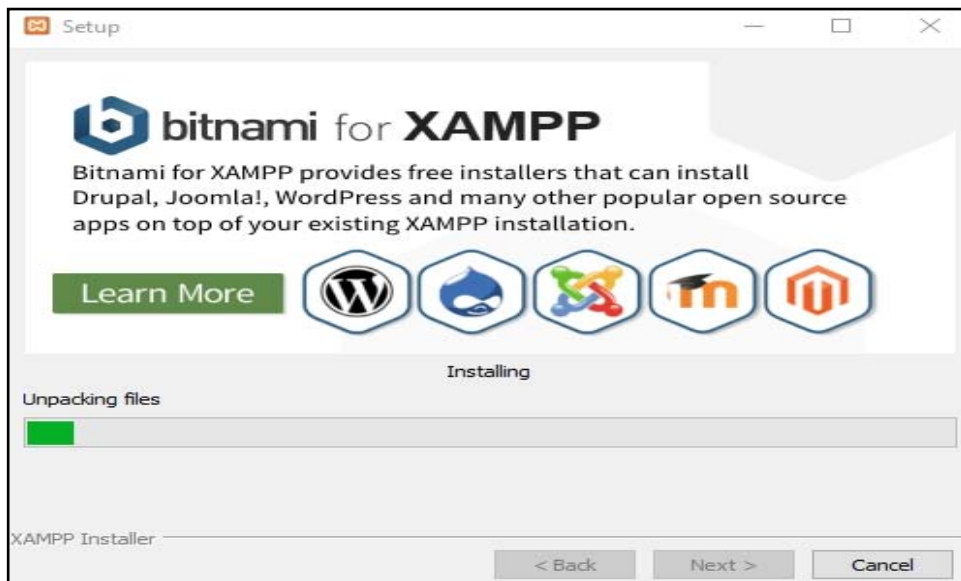 Setup
bitnami for XAMPP
Bitnami for XAMPP provides free installers that can install
Drupal, Joomla!, WordPress and many other popular open source
apps on top of your existing XAMPP installation.
Learn More
Installing
Unpacking files
XAMPP Installer
< Back Next > Cancel